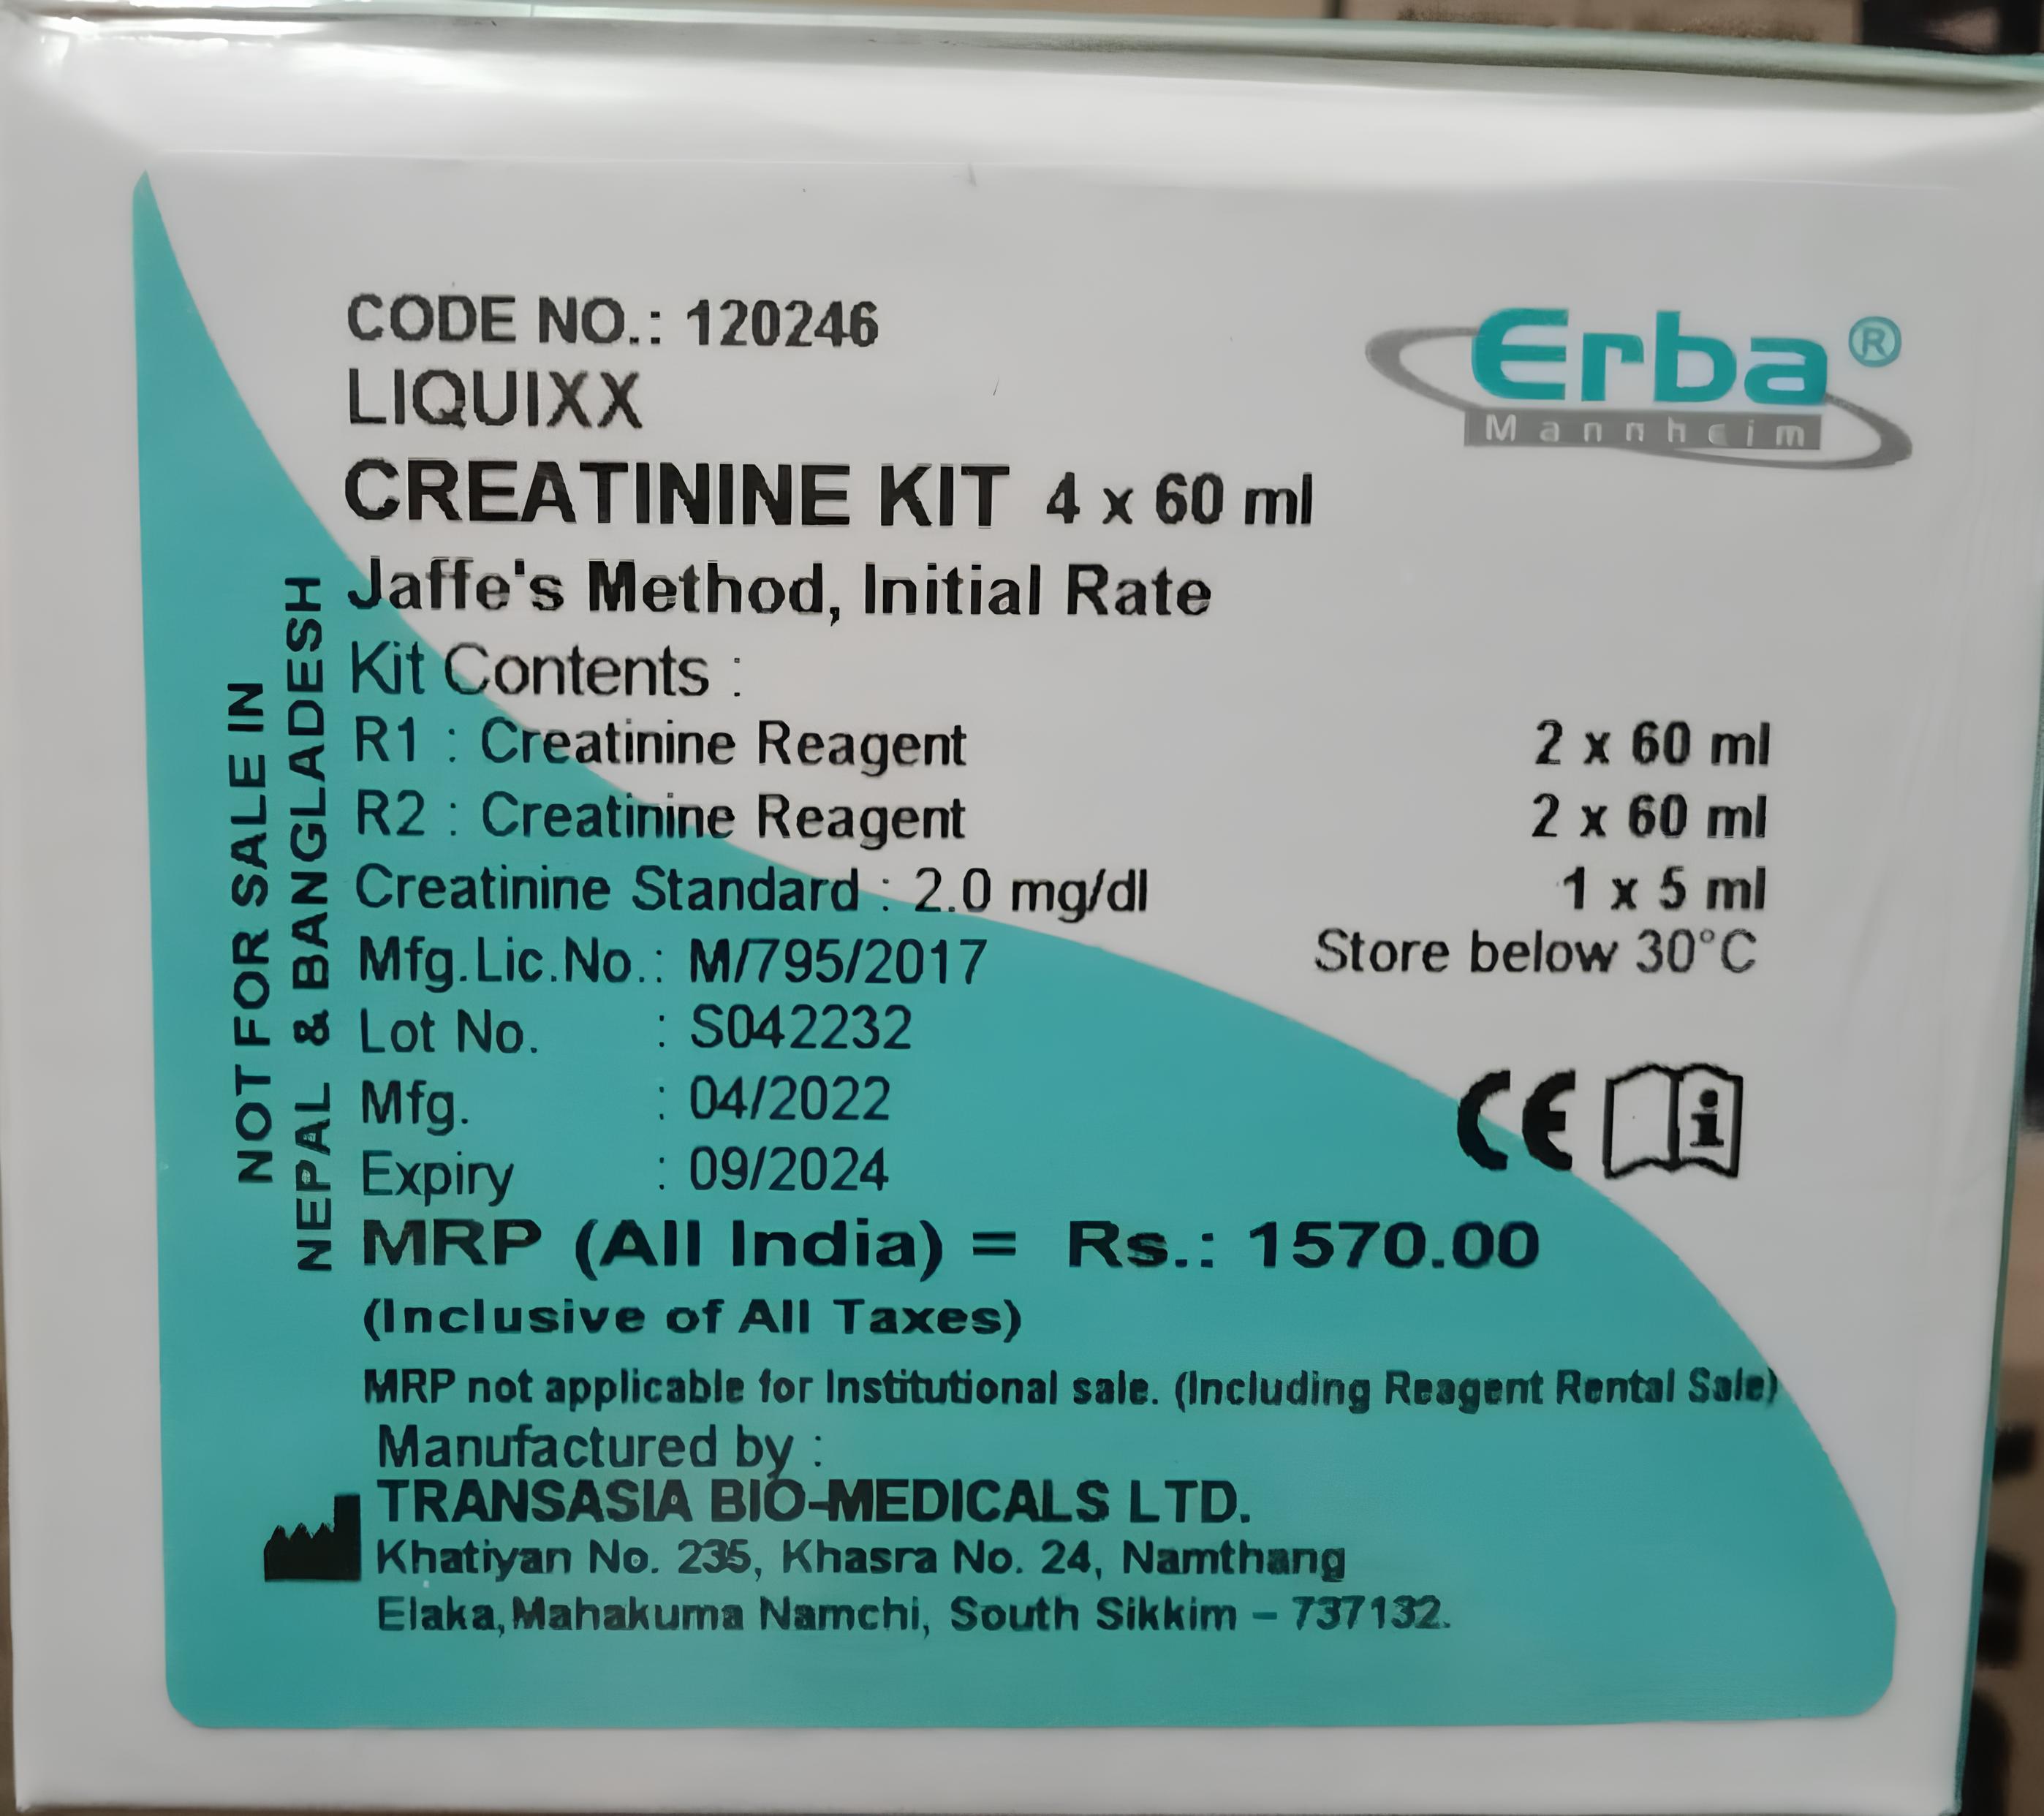 CODE NO.: 120246
LIQUIXX
CREATININE KIT 4 x 60 ml
Erba®
Mannheim
Jaffe's Method, Initial Rate
Kit Contents :
R1 : Creatinine Reagent 2 x 60 ml
R2 : Creatinine Reagent 2 x 60 ml
Creatinine Standard : 2.0 mg/dl 1 x 5 ml
Store below 30°C
Mfg.Lic.No.: M/795/2017
Lot No. : S042232
Mfg. : 04/2022
Expiry : 09/2024
CE
MRP (All India) = Rs.: 1570.00
(Inclusive of All Taxes)
MRP not applicable for Institutional sale. (Including Reagent Rental Sale)
Manufactured by :
TRANSASIA BIO-MEDICALS LTD.
Khatiyan No. 235, Khasra No. 24, Namthang
Elaka, Mahakuma Namchi, South Sikkim – 737132.
NOT FOR SALE IN
NEPAL & BANGLADESH